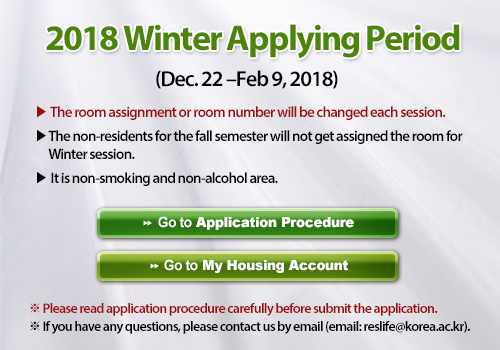 2018 Winter Applying Period
(Dec. 22 –Feb 9, 2018)
▶ The room assignment or room number will be changed each session.
▶ The non-residents for the fall semester will not get assigned the room for
Winter session.
▶ It is non-smoking and non-alcohol area.
▸▸ Go to Application Procedure
▸▸ Go to My Housing Account
※ Please read application procedure carefully before submit the application.
※ If you have any questions, please contact us by email (email: reslife@korea.ac.kr).